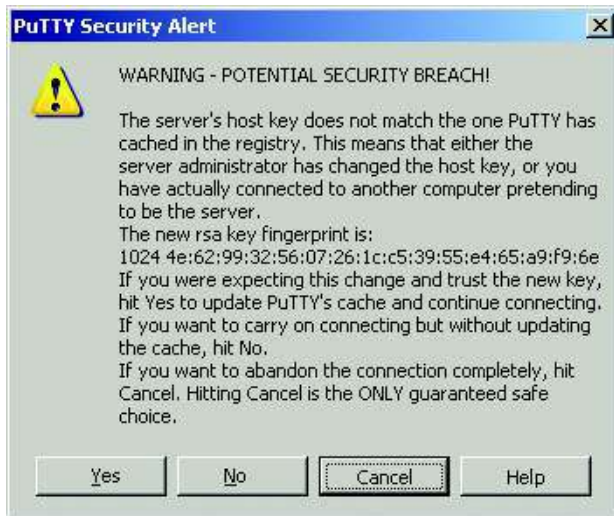 PuTTY Security Alert
WARNING - POTENTIAL SECURITY BREACH!
The server's host key does not match the one PuTTY has
cached in the registry. This means that either the
server administrator has changed the host key, or you
have actually connected to another computer pretending
to be the server.
The new rsa key fingerprint is:
1024 4e:62:99:32:56:07:26:1c:c5:39:55:e4:65:a9:f9:6e
If you were expecting this change and trust the new key,
hit Yes to update PuTTY's cache and continue connecting.
If you want to carry on connecting but without updating
the cache, hit No.
If you want to abandon the connection completely, hit
Cancel. Hitting Cancel is the ONLY guaranteed safe
choice.
Yes No Cancel Help